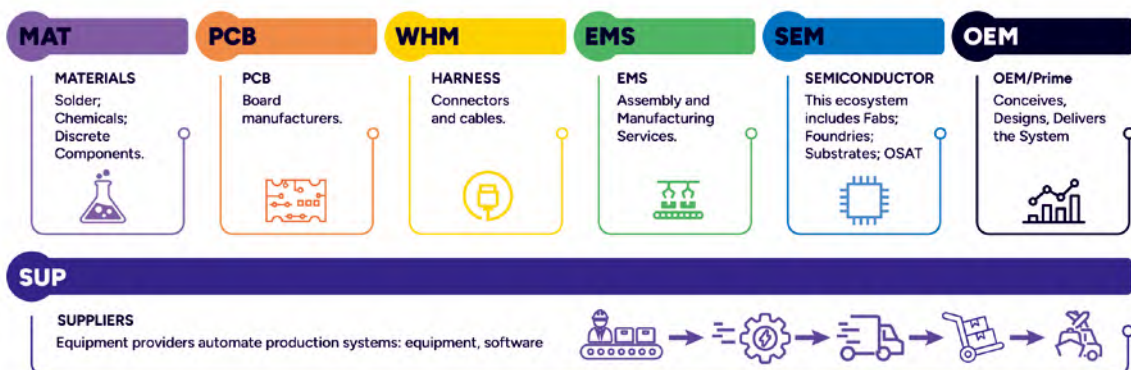 MAT
PCB
WHM
EMS
SEM
OEM
MATERIALS
Solder;
Chemicals;
Discrete
Components.
PCB
Board
manufacturers.
HARNESS
Connectors
and cables.
EMS
Assembly and
Manufacturing
Services.
SEMICONDUCTOR
This ecosystem
includes Fabs;
Foundries;
Substrates; OSAT
OEM/Prime
Conceives,
Designs, Delivers
the System
SUP
SUPPLIERS
Equipment providers automate production systems: equipment, software